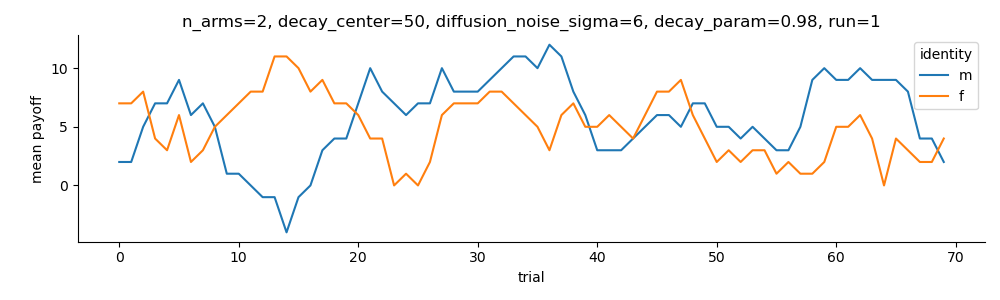 n_arms=2, decay_center=50, diffusion_noise_sigma=6, decay_param=0.98, run=1
identity
m
f
mean payoff
10
5
0
0 10 20 30 40 50 60 70
trial